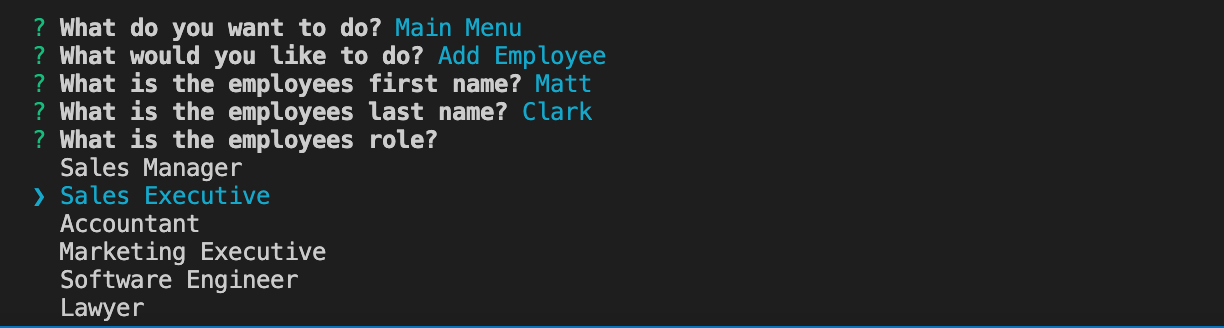 ? What do you want to do? Main Menu
? What would you like to do? Add Employee
? What is the employees first name? Matt
? What is the employees last name? Clark
? What is the employees role?
Sales Manager
❯ Sales Executive
Accountant
Marketing Executive
Software Engineer
Lawyer